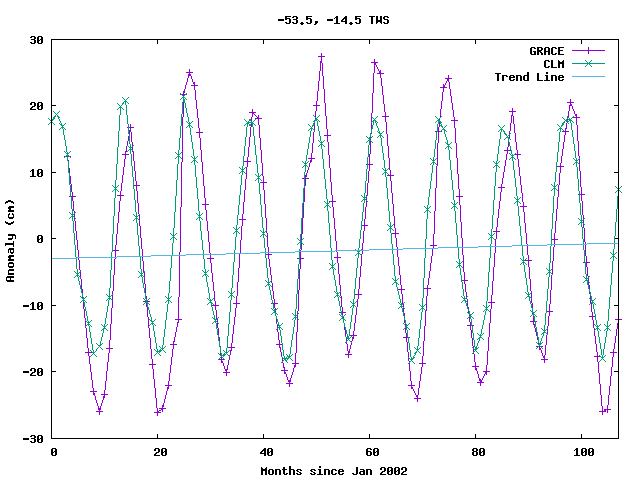 -53.5, -14.5 TWS
GRACE
CLM
Trend Line
30
20
10
0
-10
-20
-30
Anomaly (cm)
0 20 40 60 80 100
Months since Jan 2002